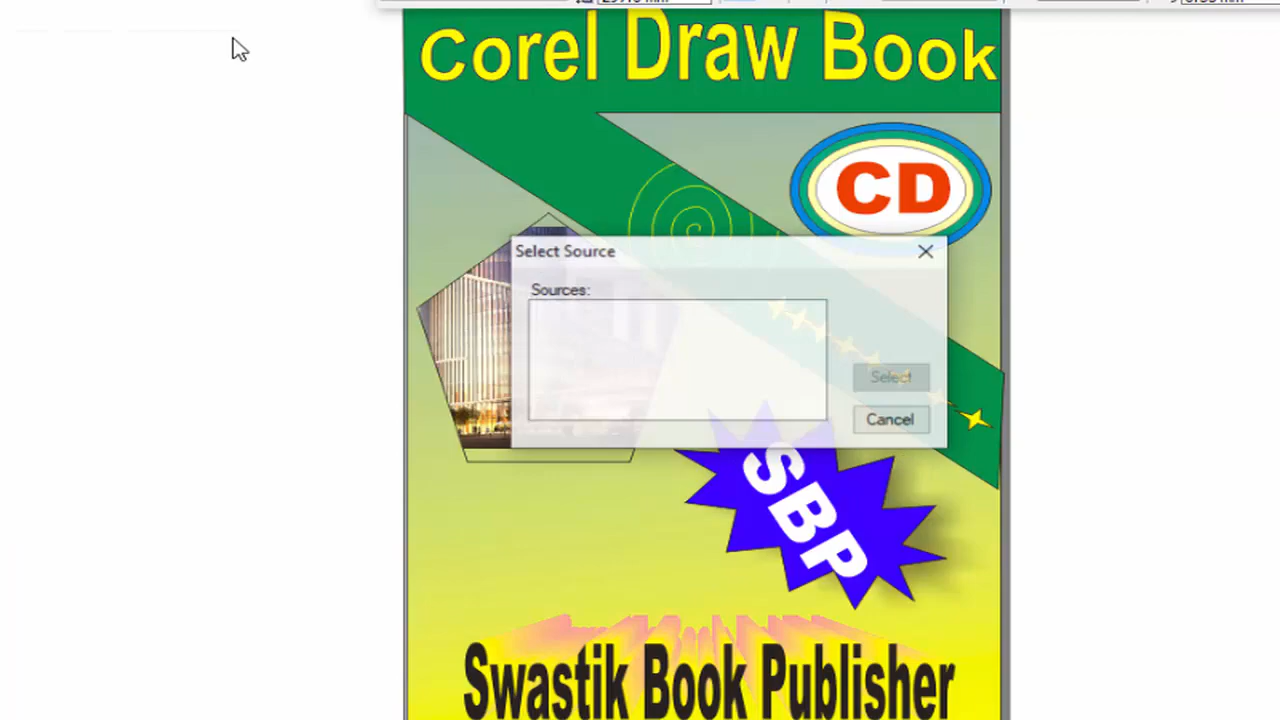 Corel Draw Book
CD
Select Source
Sources:
Select
Cancel
SBP
Swastik Book Publisher